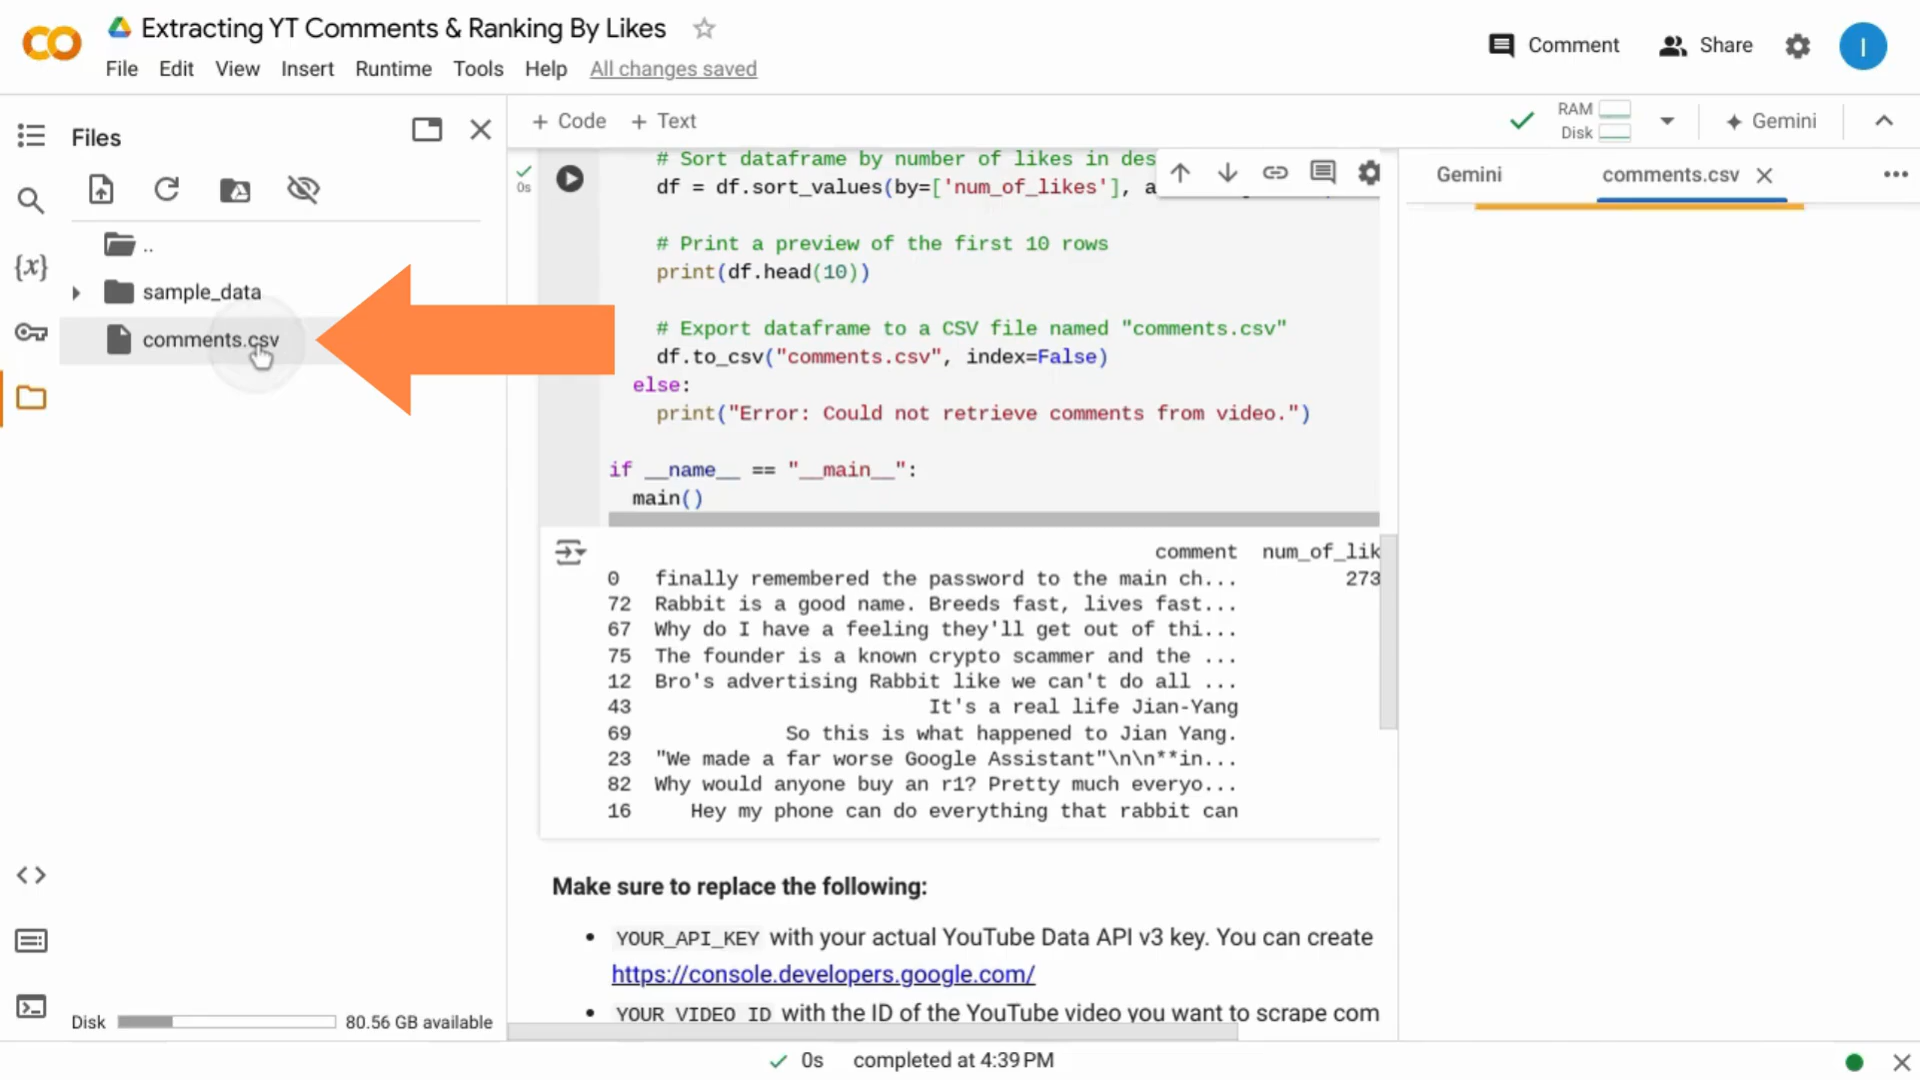 Extracting YT Comments & Ranking By Likes
File Edit View Insert Runtime Tools Help All changes saved
Comment Share I
Files
+ Code + Text
RAM
Disk
Gemini
..
sample_data
comments.csv
{x}
0s
# Sort dataframe by number of likes in des
df = df.sort_values(by=['num_of_likes'], a
# Print a preview of the first 10 rows
print(df.head(10))
# Export dataframe to a CSV file named "comments.csv"
df.to_csv("comments.csv", index=False)
else:
print("Error: Could not retrieve comments from video.")
if __name__ == "__main__":
main()
comment num_of_lik
0 finally remembered the password to the main ch... 273
72 Rabbit is a good name. Breeds fast, lives fast...
67 Why do I have a feeling they'll get out of thi...
75 The founder is a known crypto scammer and the ...
12 Bro's advertising Rabbit like we can't do all ...
43 It's a real life Jian-Yang
69 So this is what happened to Jian Yang.
23 "We made a far worse Google Assistant"\n\n**in...
82 Why would anyone buy an r1? Pretty much everyo...
16 Hey my phone can do everything that rabbit can
Make sure to replace the following:
• YOUR_API_KEY with your actual YouTube Data API v3 key. You can create
https://console.developers.google.com/
• YOUR_VIDEO_ID with the ID of the YouTube video you want to scrape com
Gemini comments.csv
Disk 80.56 GB available
0s completed at 4:39 PM